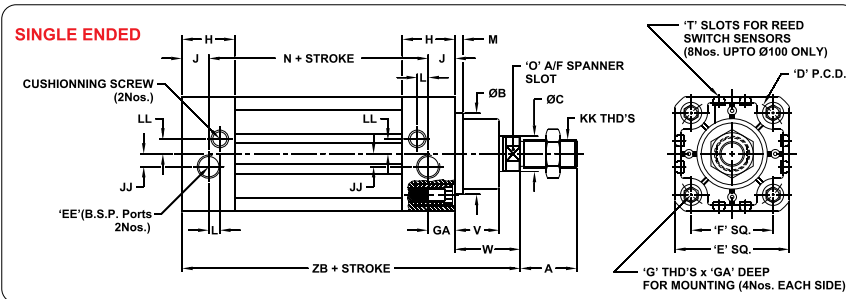 SINGLE ENDED
H
H
M
J
N + STROKE
J
L
'O' A/F SPANNER
SLOT
'T' SLOTS FOR REED
SWITCH SENSORS
(8Nos. UPTO Ø100 ONLY)
'D' P.C.D.
CUSHIONNING SCREW
(2Nos.)
ØB
ØC
KK THD'S
LL
LL
JJ
JJ
'EE'(B.S.P. Ports
2Nos.)
L
GA
V
W
ZB + STROKE
A
'F' SQ.
'E' SQ.
'G' THD'S x 'GA' DEEP
FOR MOUNTING (4Nos. EACH SIDE)